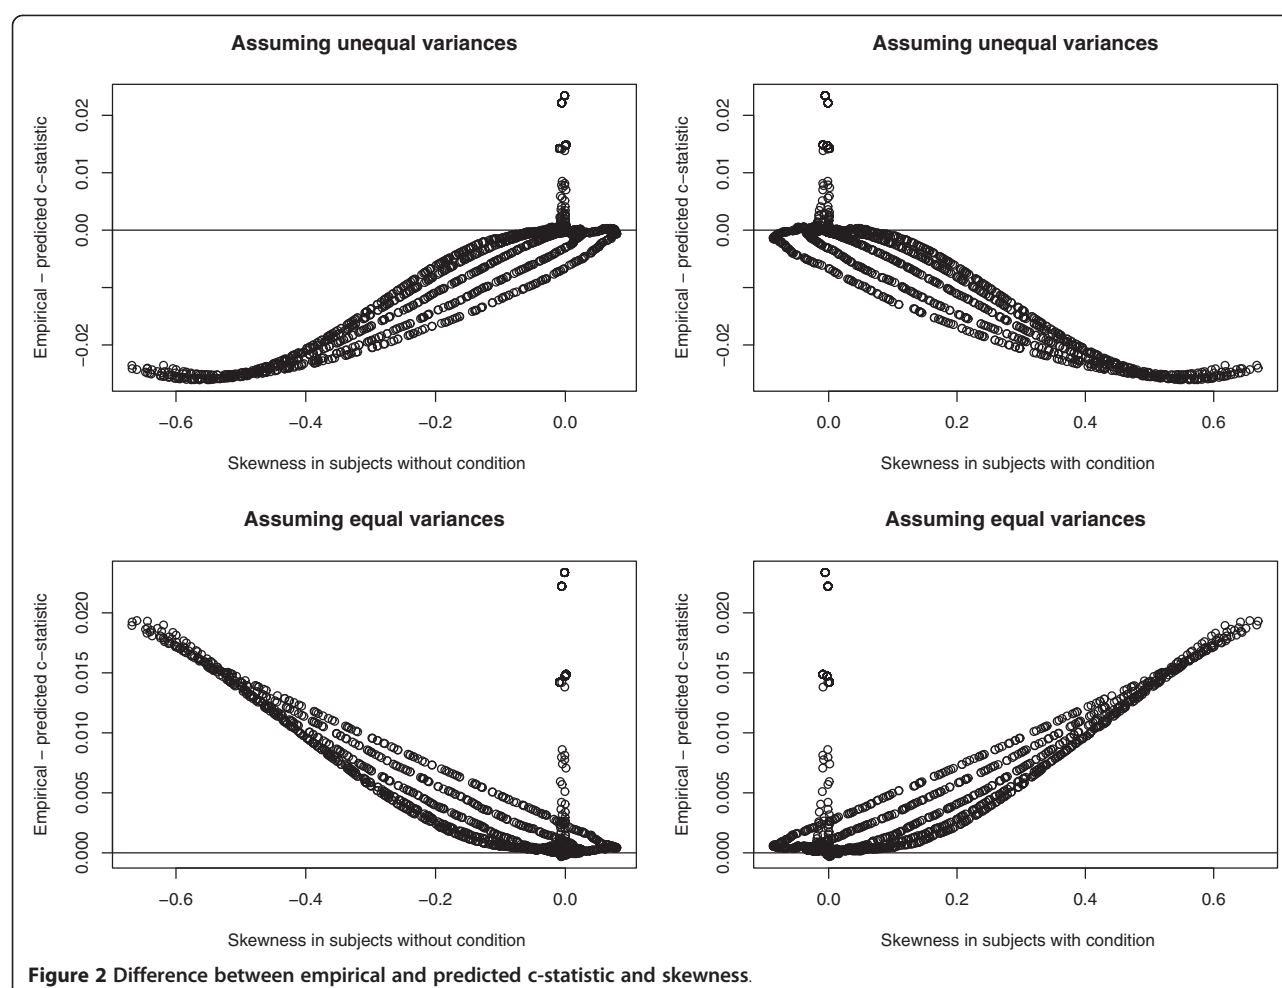 Assuming unequal variances
Empirical − predicted c−statistic
0.02
0.01
0.00
−0.02
−0.6 −0.4 −0.2 0.0
Skewness in subjects without condition
Assuming unequal variances
Empirical − predicted c−statistic
0.02
0.01
0.00
−0.02
0.0 0.2 0.4 0.6
Skewness in subjects with condition
Assuming equal variances
Empirical − predicted c−statistic
0.020
0.015
0.010
0.005
0.000
−0.6 −0.4 −0.2 0.0
Skewness in subjects without condition
Assuming equal variances
Empirical − predicted c−statistic
0.020
0.015
0.010
0.005
0.000
0.0 0.2 0.4 0.6
Skewness in subjects with condition
Figure 2 Difference between empirical and predicted c-statistic and skewness.